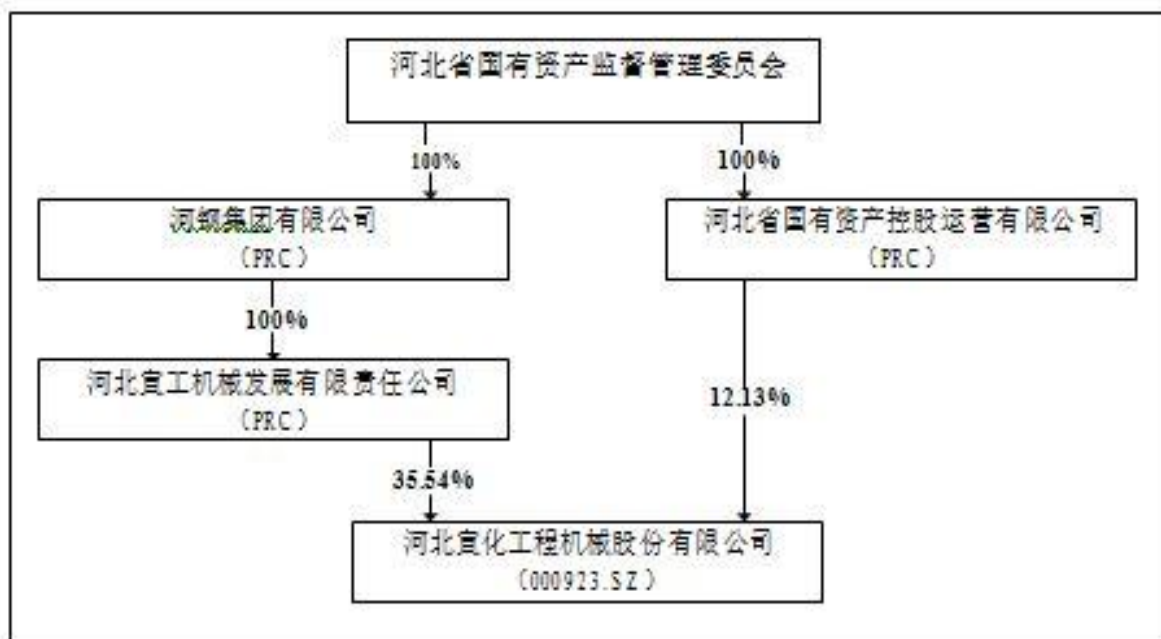 河北省国有资产监督管理委员会
100%
100%
河钢集团有限公司
（PRC）
河北省国有资产控股运营有限公司
（PRC）
100%
河北宣工机械发展有限责任公司
（PRC）
12.13%
35.54%
河北宣化工程机械股份有限公司
（000923.SZ）